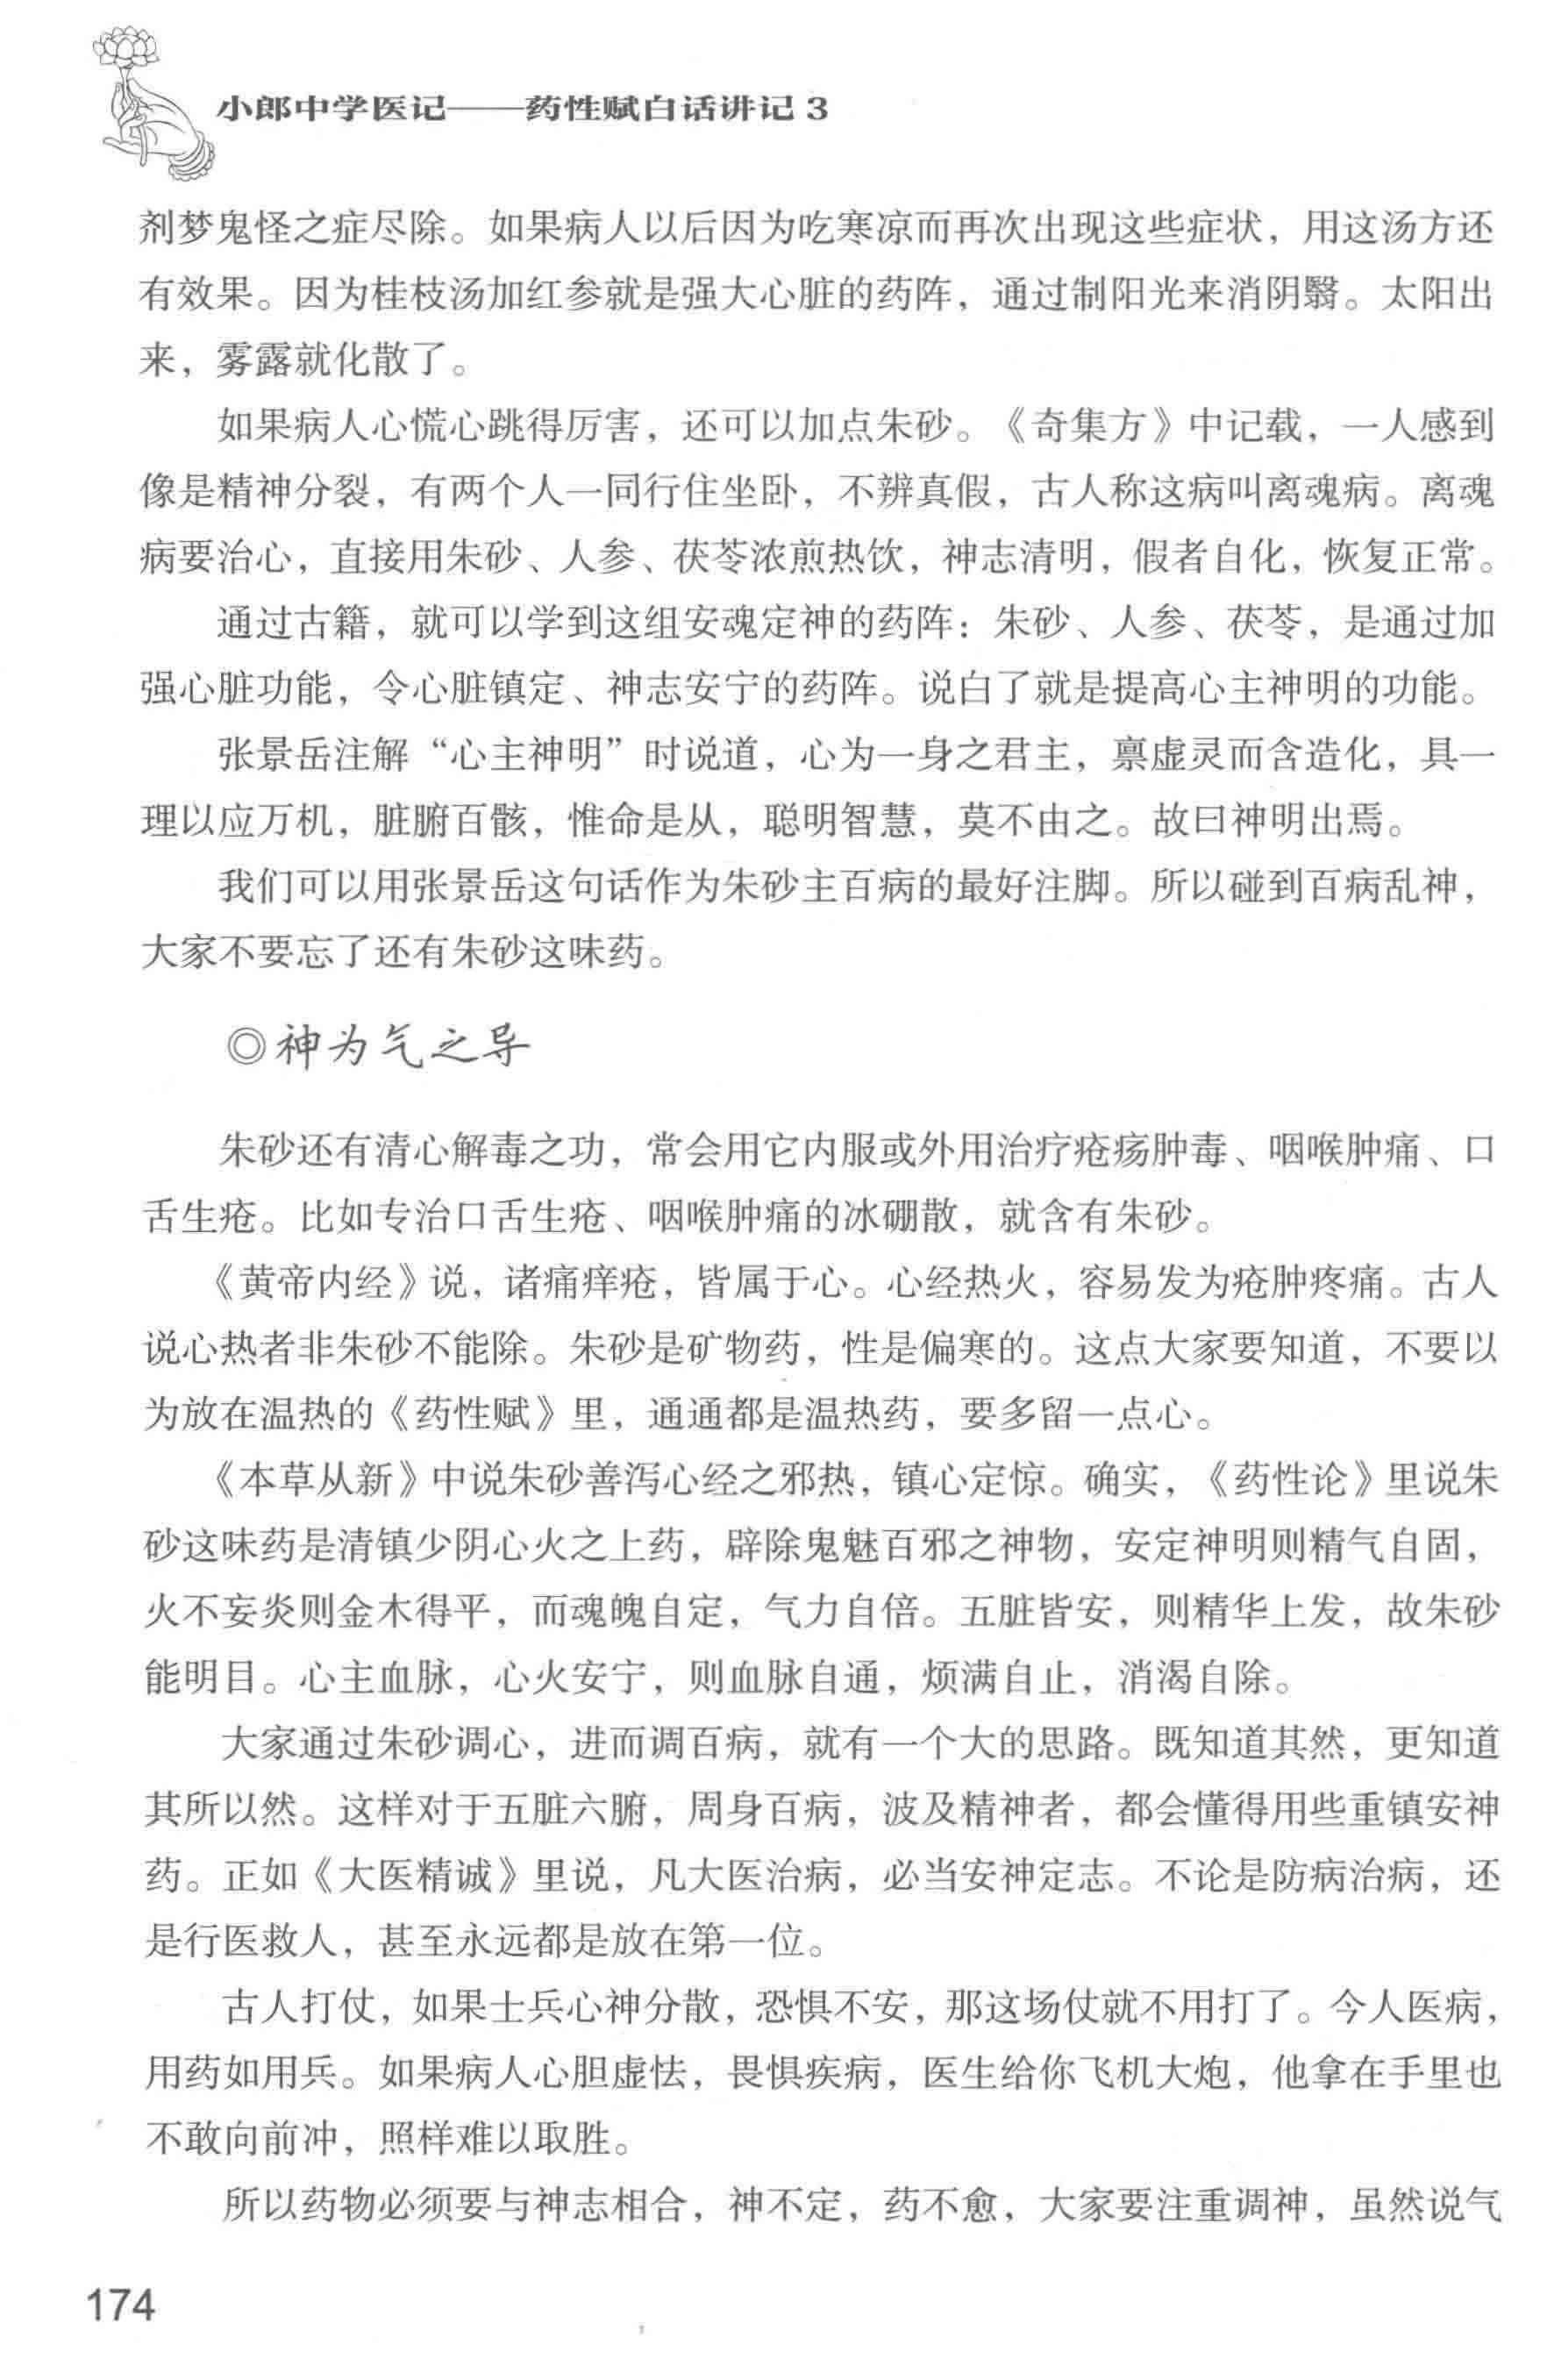 小郎中学医记——药性赋白话讲记 3
剂梦鬼怪之症尽除。如果病人以后因为吃寒凉而再次出现这些症状，用这汤方还
有效果。因为桂枝汤加红参就是强大心脏的药阵，通过制阳光来消阴翳。太阳出
来，雾露就化散了。
如果病人心慌心跳得厉害，还可以加点朱砂。《奇集方》中记载，一人感到
像是精神分裂，有两个人一同行住坐卧，不辨真假，古人称这病叫离魂病。离魂
病要治心，直接用朱砂、人参、茯苓浓煎热饮，神志清明，假者自化，恢复正常。
通过古籍，就可以学到这组安魂定神的药阵：朱砂、人参、茯苓，是通过加
强心脏功能，令心脏镇定、神志安宁的药阵。说白了就是提高心主神明的功能。
张景岳注解“心主神明”时说道，心为一身之君主，禀虚灵而含造化，具一
理以应万机，脏腑百骸，惟命是从，聪明智慧，莫不由之。故曰神明出焉。
我们可以用张景岳这句话作为朱砂主百病的最好注脚。所以碰到百病乱神，
大家不要忘了还有朱砂这味药。
◎神为气之导
朱砂还有清心解毒之功，常会用它内服或外用治疗疮疡肿毒、咽喉肿痛、口
舌生疮。比如专治口舌生疮、咽喉肿痛的冰硼散，就含有朱砂。
《黄帝内经》说，诸痛痒疮，皆属于心。心经热火，容易发为疮肿疼痛。古人
说心热者非朱砂不能除。朱砂是矿物药，性是偏寒的。这点大家要知道，不要以
为放在温热的《药性赋》里，通通都是温热药，要多留一点心。
《本草从新》中说朱砂善泻心经之邪热，镇心定惊。确实，《药性论》里说朱
砂这味药是清镇少阴心火之上药，辟除鬼魅百邪之神物，安定神明则精气自固，
火不妄炎则金木得平，而魂魄自定，气力自倍。五脏皆安，则精华上发，故朱砂
能明目。心主血脉，心火安宁，则血脉自通，烦满自止，消渴自除。
大家通过朱砂调心，进而调百病，就有一个大的思路。既知道其然，更知道
其所以然。这样对于五脏六腑，周身百病，波及精神者，都会懂得用些重镇安神
药。正如《大医精诚》里说，凡大医治病，必当安神定志。不论是防病治病，还
是行医救人，甚至永远都是放在第一位。
古人打仗，如果士兵心神分散，恐惧不安，那这场仗就不用打了。今人医病，
用药如用兵。如果病人心胆虚怯，畏惧疾病，医生给你飞机大炮，他拿在手里也
不敢向前冲，照样难以取胜。
所以药物必须要与神志相合，神不定，药不愈，大家要注重调神，虽然说气
174